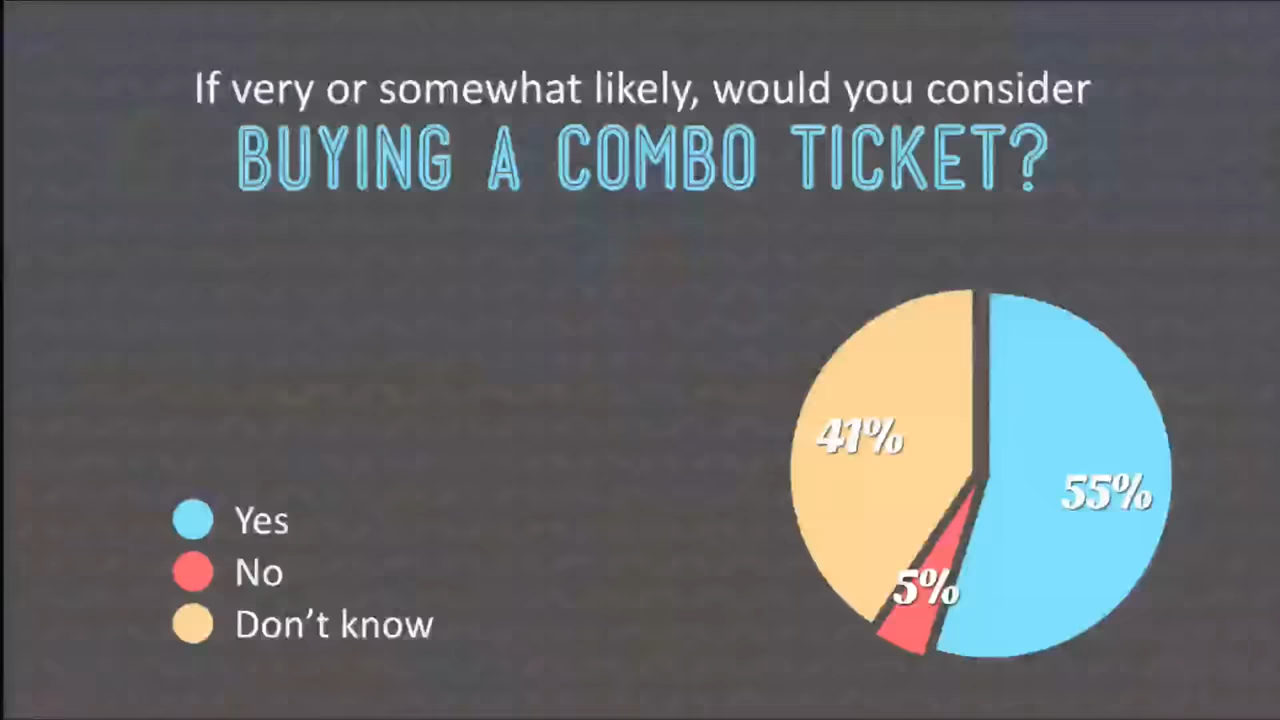 If very or somewhat likely, would you consider
BUYING A COMBO TICKET?
41%
55%
5%
Yes
No
Don't know